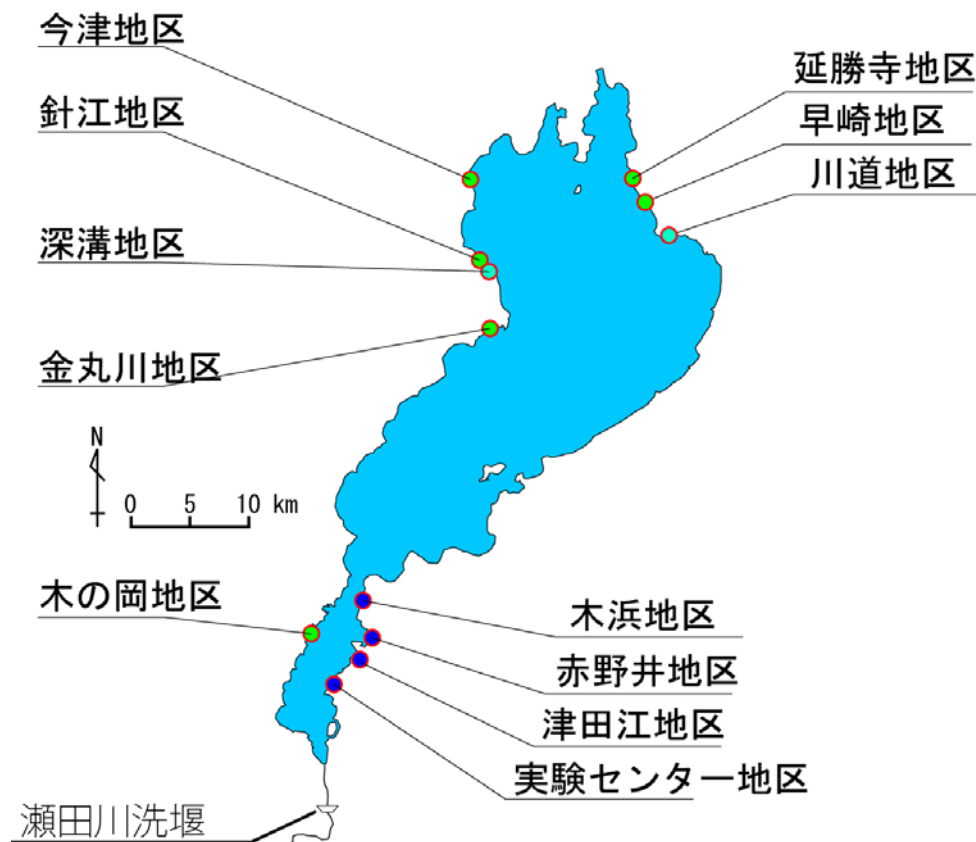 今津地区
針江地区
深溝地区
金丸川地区
N
0 5 10 km
木の岡地区
瀬田川洗堰
延勝寺地区
早崎地区
川道地区
木浜地区
赤野井地区
津田江地区
実験センター地区